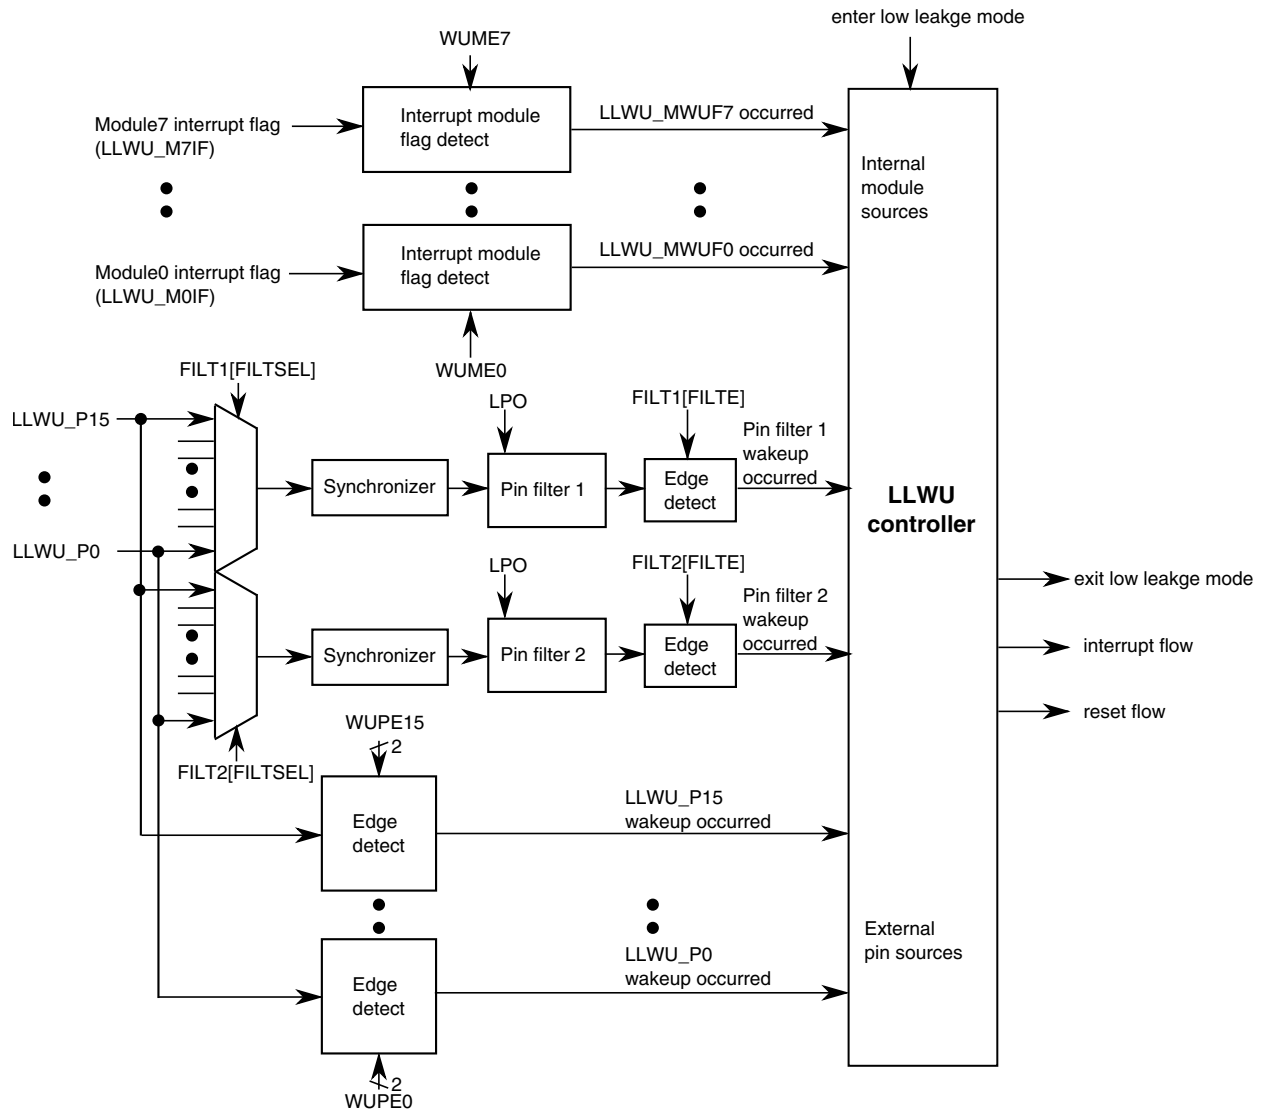 enter low leakge mode
WUME7
Interrupt module
flag detect
LLWU_MWUF7 occurred
Module7 interrupt flag
(LLWU_M7IF)
Internal
module
sources
Interrupt module
flag detect
LLWU_MWUF0 occurred
Module0 interrupt flag
(LLWU_M0IF)
WUME0
FILT1[FILTSEL]
LLWU_P15
LPO
FILT1[FILTE]
Pin filter 1
wakeup
occurred
Synchronizer
Pin filter 1
Edge
detect
LLWU
controller
LLWU_P0
LPO
FILT2[FILTE]
Pin filter 2
wakeup
occurred
Synchronizer
Pin filter 2
Edge
detect
exit low leakge mode
interrupt flow
reset flow
FILT2[FILTSEL]
WUPE15
2
Edge
detect
LLWU_P15
wakeup occurred
External
pin sources
LLWU_P0
wakeup occurred
Edge
detect
2
WUPE0